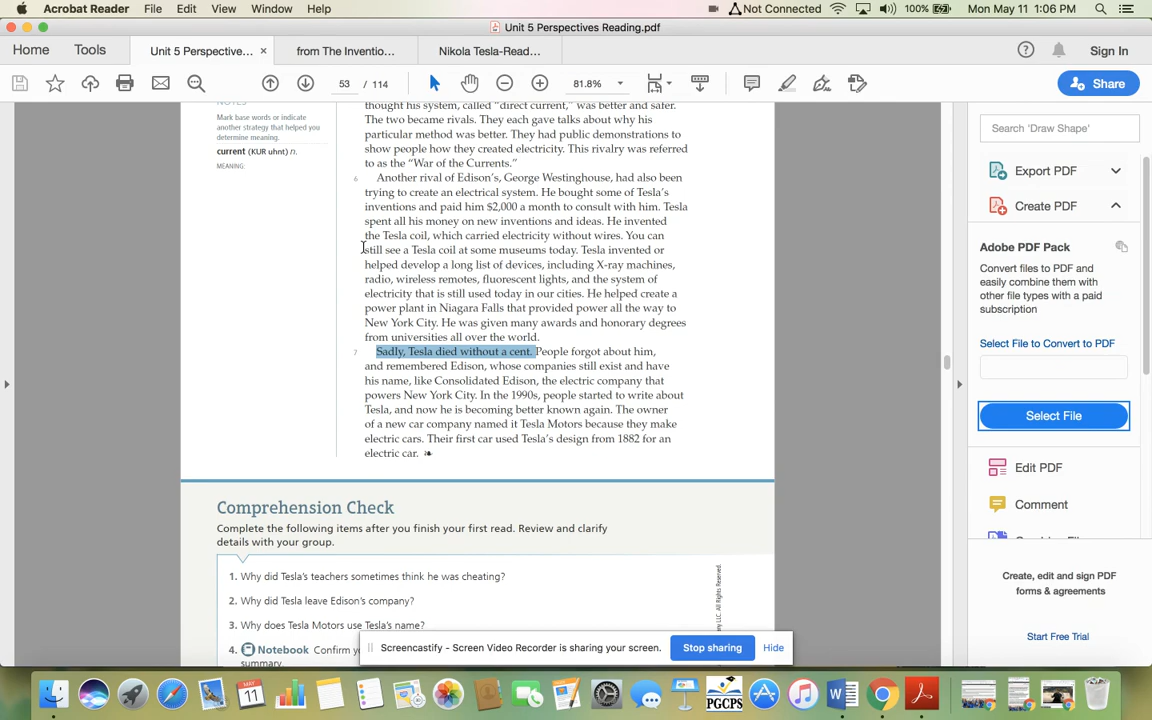 Acrobat Reader File Edit View Window Help Not Connected 100% Mon May 11 1:06 PM
Unit 5 Perspectives Reading.pdf
Home Tools Unit 5 Perspective... × from The Inventio... Nikola Tesla-Read... Sign In
53 / 114 81.8% Share
NOTES
Mark base words or indicate
another strategy that helped you
determine meaning.
current (KUR uhnt) n.
MEANING:
thought his system, called “direct current,” was better and safer.
The two became rivals. They each gave talks about why his
particular method was better. They had public demonstrations to
show people how they created electricity. This rivalry was referred
to as the “War of the Currents.”
6 Another rival of Edison’s, George Westinghouse, had also been
trying to create an electrical system. He bought some of Tesla’s
inventions and paid him $2,000 a month to consult with him. Tesla
spent all his money on new inventions and ideas. He invented
the Tesla coil, which carried electricity without wires. You can
still see a Tesla coil at some museums today. Tesla invented or
helped develop a long list of devices, including X-ray machines,
radio, wireless remotes, fluorescent lights, and the system of
electricity that is still used today in our cities. He helped create a
power plant in Niagara Falls that provided power all the way to
New York City. He was given many awards and honorary degrees
from universities all over the world.
7 Sadly, Tesla died without a cent. People forgot about him,
and remembered Edison, whose companies still exist and have
his name, like Consolidated Edison, the electric company that
powers New York City. In the 1990s, people started to write about
Tesla, and now he is becoming better known again. The owner
of a new car company named it Tesla Motors because they make
electric cars. Their first car used Tesla’s design from 1882 for an
electric car.
Comprehension Check
Complete the following items after you finish your first read. Review and clarify
details with your group.
1. Why did Tesla’s teachers sometimes think he was cheating?
2. Why did Tesla leave Edison’s company?
3. Why does Tesla Motors use Tesla’s name?
4. Notebook Confirm
summary.
LLC. All Rights Reserved.
Screencastify - Screen Video Recorder is sharing your screen. Stop sharing Hide
Search 'Draw Shape'
Export PDF
Create PDF
Adobe PDF Pack
Convert files to PDF and
easily combine them with
other file types with a paid
subscription
Select File to Convert to PDF
Select File
Edit PDF
Comment
Create, edit and sign PDF
forms & agreements
Start Free Trial
MAY
11
PGCPS